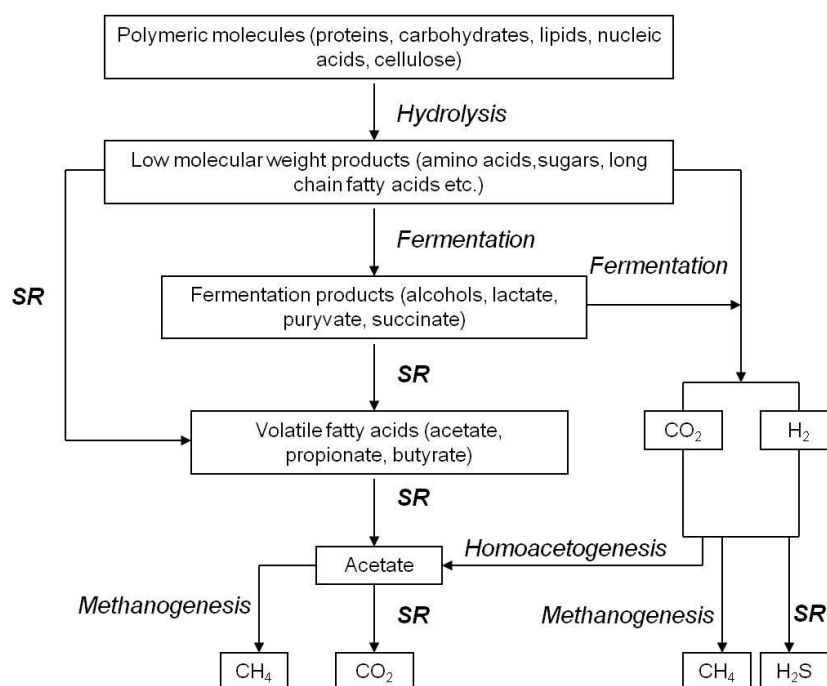 Polymeric molecules (proteins, carbohydrates, lipids, nucleic
acids, cellulose)
Hydrolysis
Low molecular weight products (amino acids,sugars, long
chain fatty acids etc.)
Fermentation
Fermentation
SR
Fermentation products (alcohols, lactate,
puryvate, succinate)
SR
Volatile fatty acids (acetate,
propionate, butyrate)
CO₂
H₂
SR
Homoacetogenesis
Acetate
Methanogenesis
SR
Methanogenesis
SR
CH₄
CO₂
CH₄
H₂S